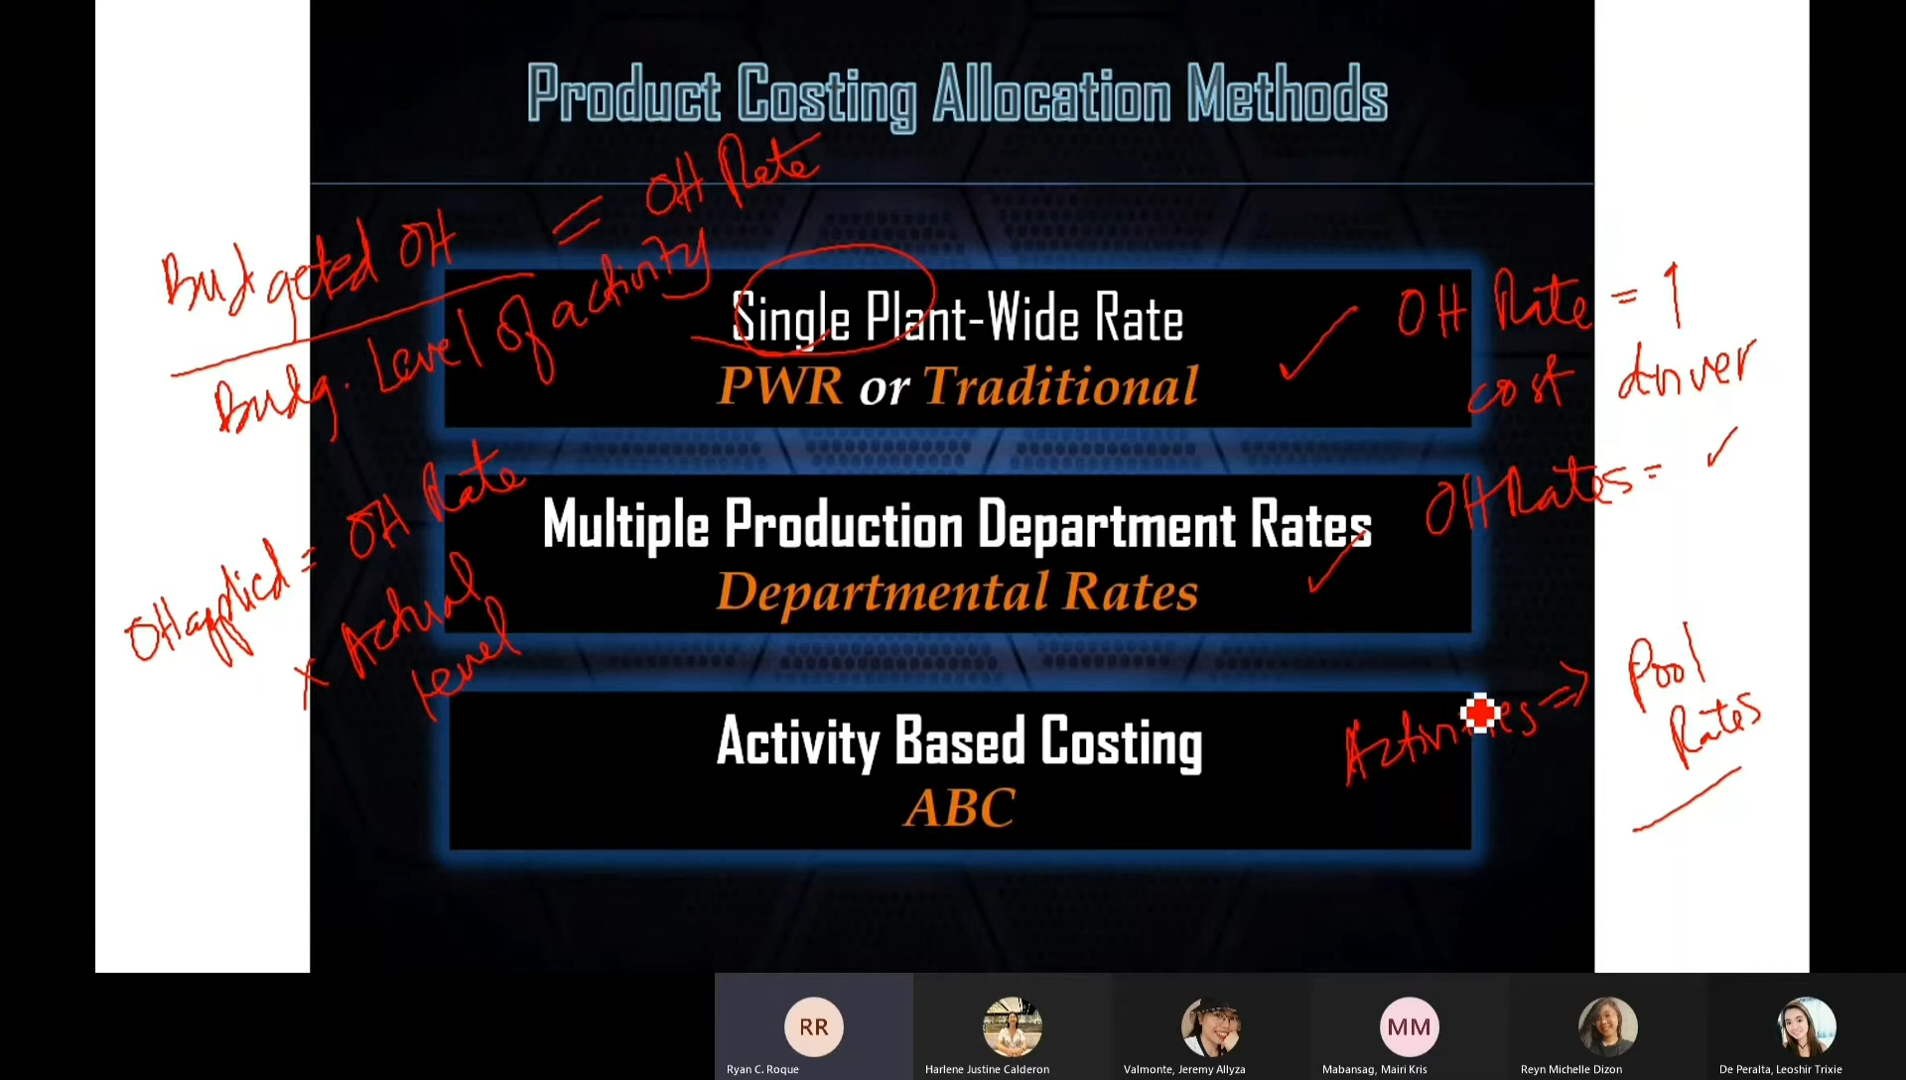 Product Costing Allocation Methods
Budgeted OH = OH Rate
Budg. Level of activity
Single Plant-Wide Rate
PWR or Traditional
OH Rate = 1
cost driver
OH applied = OH Rate
x Actual
Level
Multiple Production Department Rates
Departmental Rates
OH Rates =
Activity Based Costing
ABC
Activities => Pool
Rates
RR
MM
Ryan C. Roque
Harlene Justine Calderon
Valmonte, Jeremy Allyza
Mabansag, Mairi Kris
Reyn Michelle Dizon
De Peralta, Leoshir Trixie